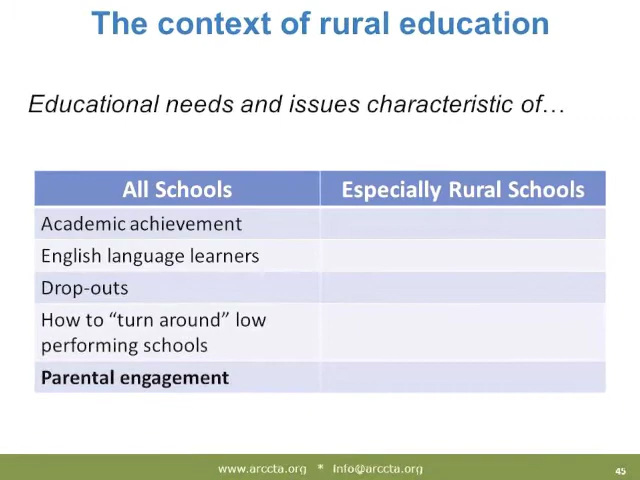 The context of rural education
Educational needs and issues characteristic of…
All Schools
Especially Rural Schools
Academic achievement
English language learners
Drop-outs
How to “turn around” low
performing schools
Parental engagement
www.arccta.org * Info@arccta.org
45